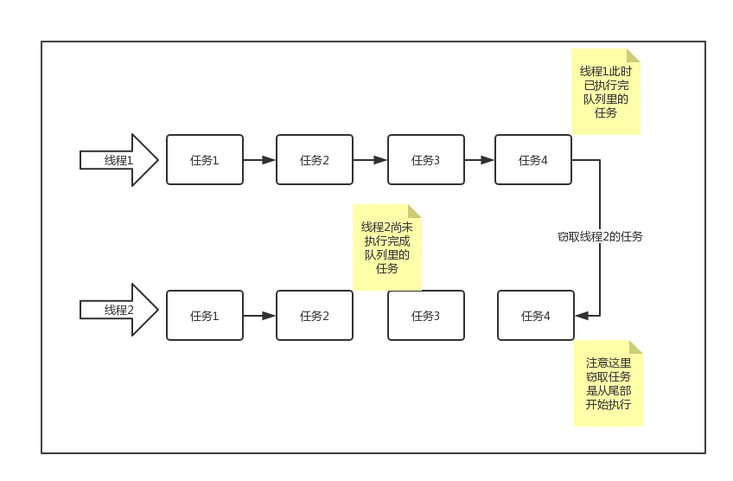 线程1此时
已执行完
队列里的
任务
线程1
任务1
任务2
任务3
任务4
窃取线程2的任务
线程2尚未
执行完成
队列里的
任务
线程2
任务1
任务2
任务3
任务4
注意这里
窃取任务
是从尾部
开始执行